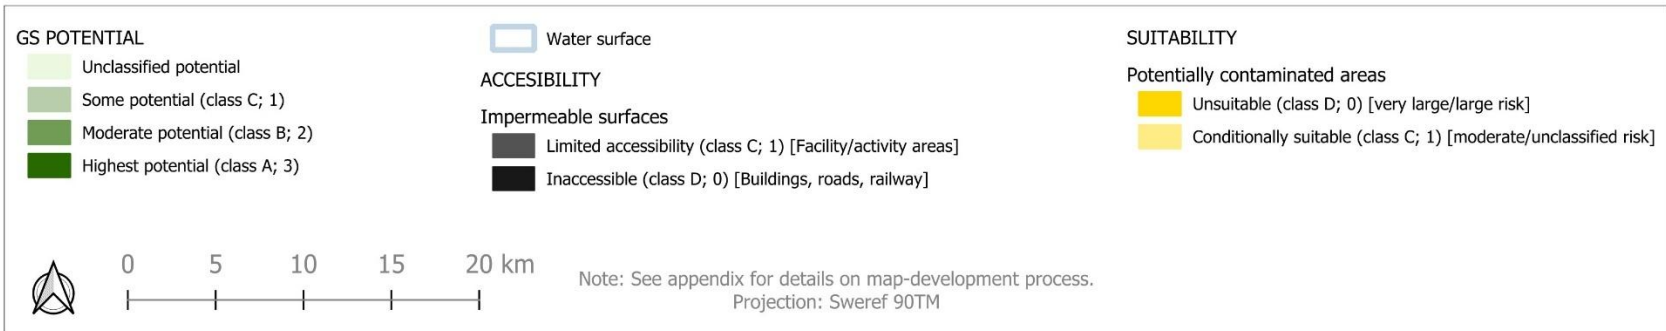 GS POTENTIAL
Unclassified potential
Some potential (class C; 1)
Moderate potential (class B; 2)
Highest potential (class A; 3)
Water surface
ACCESIBILITY
Impermeable surfaces
Limited accessibility (class C; 1) [Facility/activity areas]
Inaccessible (class D; 0) [Buildings, roads, railway]
SUITABILITY
Potentially contaminated areas
Unsuitable (class D; 0) [very large/large risk]
Conditionally suitable (class C; 1) [moderate/unclassified risk]
0 5 10 15 20 km
Note: See appendix for details on map-development process.
Projection: Sweref 90TM